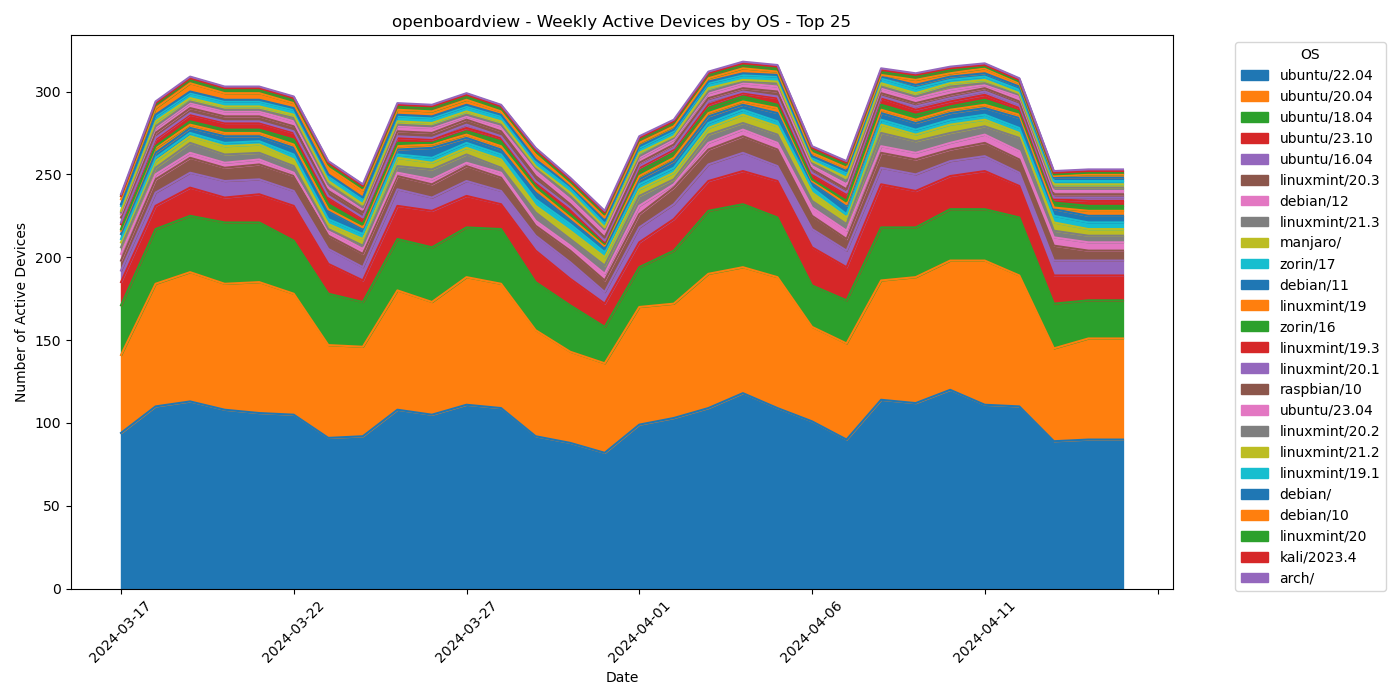 openboardview - Weekly Active Devices by OS - Top 25
Number of Active Devices
300
250
200
150
100
50
0
2024-03-17
2024-03-22
2024-03-27
2024-04-01
2024-04-06
2024-04-11
Date
OS
ubuntu/22.04
ubuntu/20.04
ubuntu/18.04
ubuntu/23.10
ubuntu/16.04
linuxmint/20.3
debian/12
linuxmint/21.3
manjaro/
zorin/17
debian/11
linuxmint/19
zorin/16
linuxmint/19.3
linuxmint/20.1
raspbian/10
ubuntu/23.04
linuxmint/20.2
linuxmint/21.2
linuxmint/19.1
debian/
debian/10
linuxmint/20
kali/2023.4
arch/